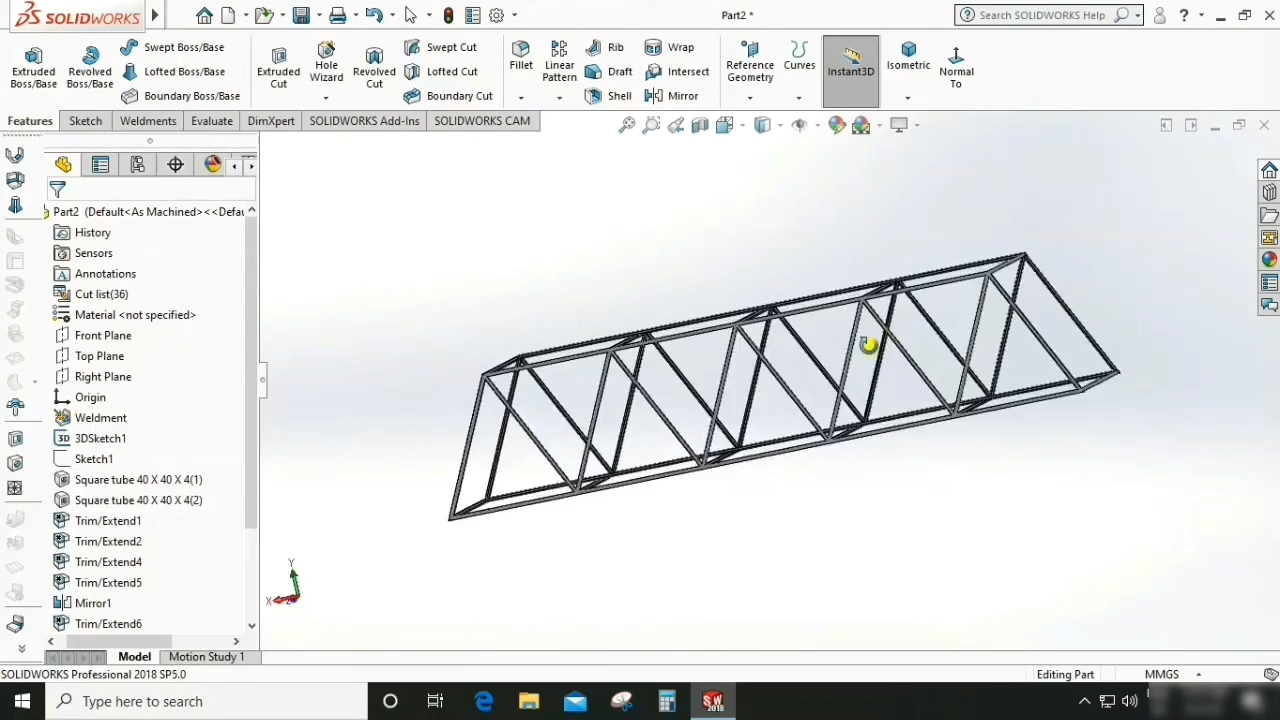 SOLIDWORKS
Part2 *
Search SOLIDWORKS Help
Extruded Boss/Base
Revolved Boss/Base
Swept Boss/Base
Lofted Boss/Base
Boundary Boss/Base
Extruded Cut
Hole Wizard
Revolved Cut
Swept Cut
Lofted Cut
Boundary Cut
Fillet
Linear Pattern
Rib
Draft
Shell
Wrap
Intersect
Mirror
Reference Geometry
Curves
Instant3D
Isometric
Normal To
Features
Sketch
Weldments
Evaluate
DimXpert
SOLIDWORKS Add-Ins
SOLIDWORKS CAM
Part2 (Default<As Machined><<Defau
History
Sensors
Annotations
Cut list(36)
Material <not specified>
Front Plane
Top Plane
Right Plane
Origin
Weldment
3D 3DSketch1
Sketch1
Square tube 40 X 40 X 4(1)
Square tube 40 X 40 X 4(2)
Trim/Extend1
Trim/Extend2
Trim/Extend4
Trim/Extend5
Mirror1
Trim/Extend6
Y
X
Model
Motion Study 1
SOLIDWORKS Professional 2018 SP5.0
Editing Part
MMGS
Type here to search
SW
2018